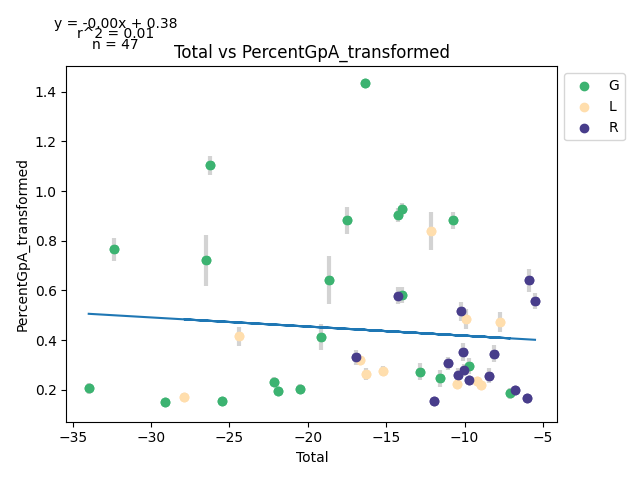 y = -0.00x + 0.38
r^2 = 0.01
n = 47
Total vs PercentGpA_transformed
G
L
R
PercentGpA_transformed
1.4
1.2
1.0
0.8
0.6
0.4
0.2
−35 −30 −25 −20 −15 −10 −5
Total